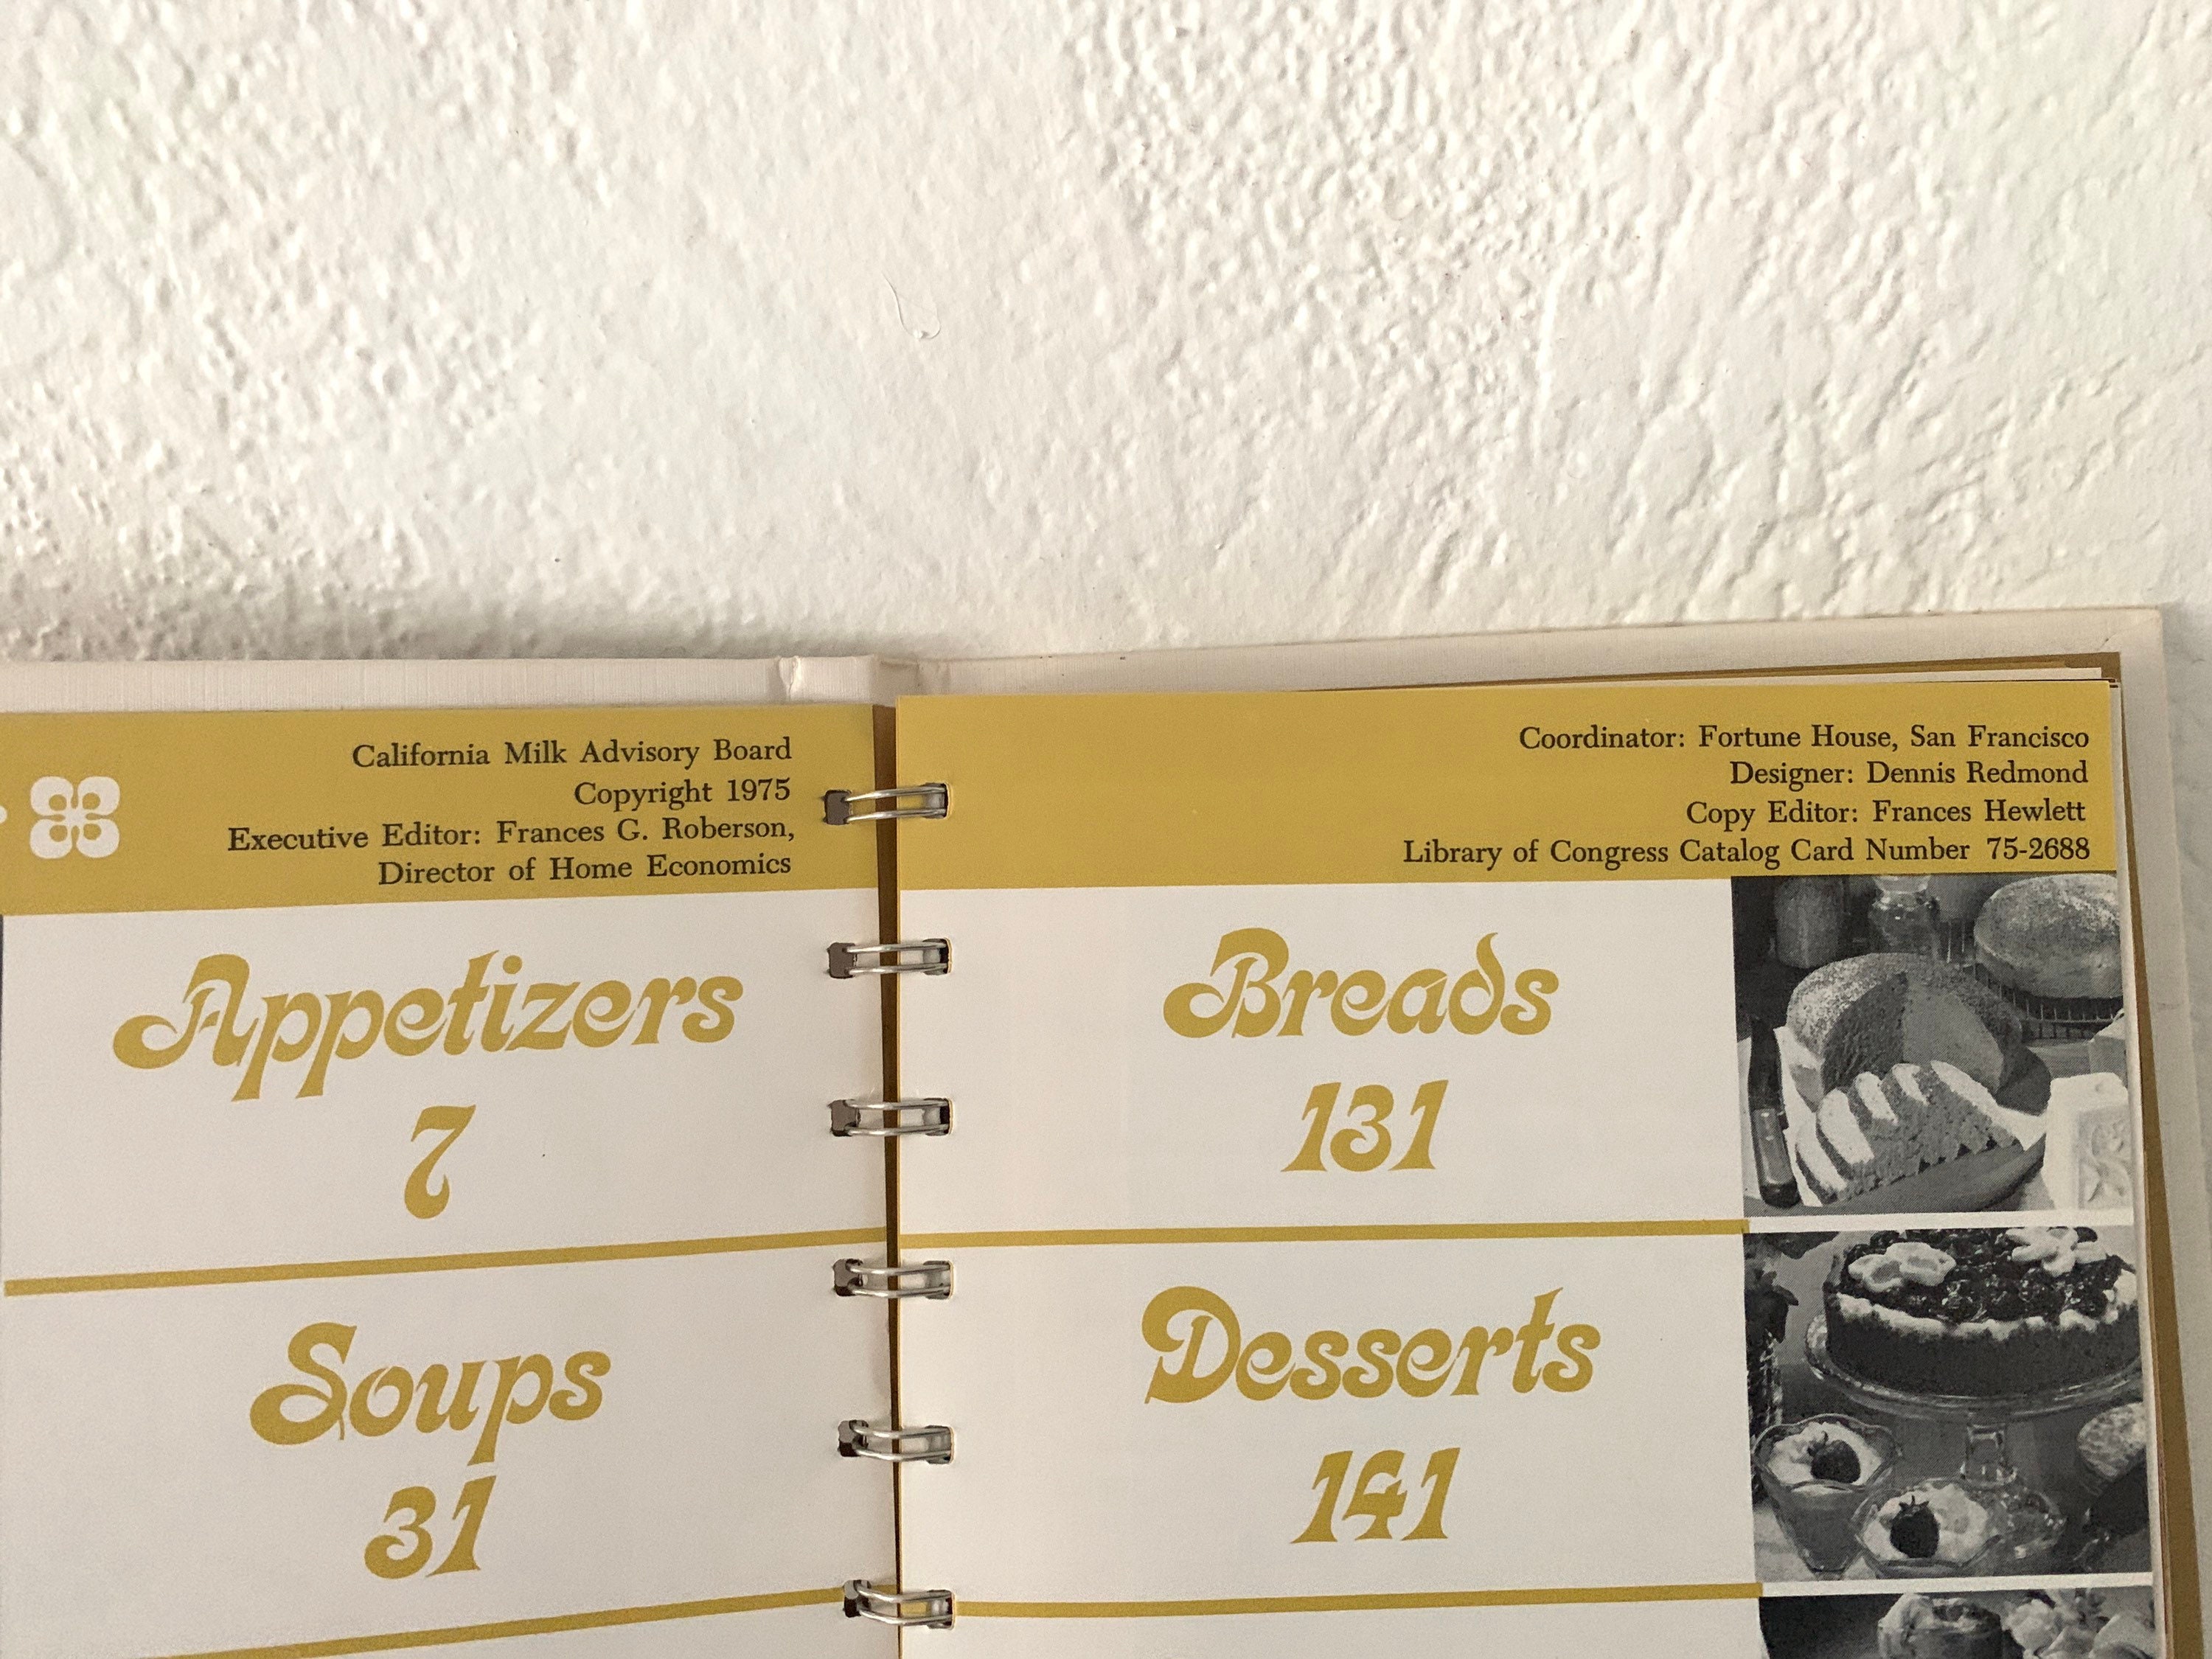 California Milk Advisory Board
Copyright 1975
Executive Editor: Frances G. Roberson,
Director of Home Economics
Appetizers
7
Soups
31
Coordinator: Fortune House, San Francisco
Designer: Dennis Redmond
Copy Editor: Frances Hewlett
Library of Congress Catalog Card Number 75-2688
Breads
131
Desserts
141